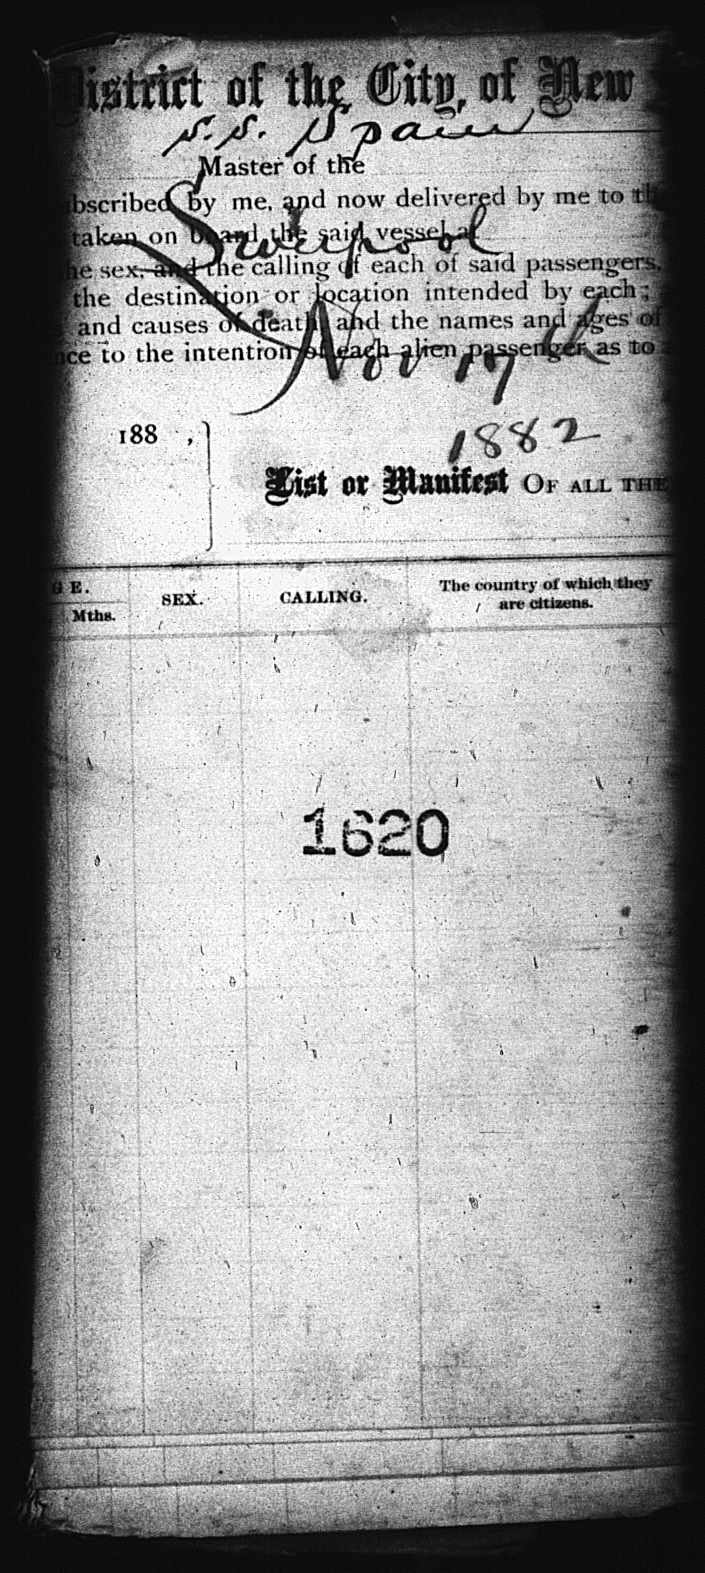 District of the City, of New
S.S. Spain
Master of the
bscribed by me, and now delivered by me to th
taken on board the said vessel at
Liverpool
he sex, and the calling of each of said passengers,
the destination or location intended by each;
and causes of death, and the names and ages of
nce to the intention of each alien passenger as to
Nov 17th
1882
188 ,
List or Manifest OF ALL THE
G E.
Mths.
SEX.
CALLING.
The country of which they
are citizens.
1620